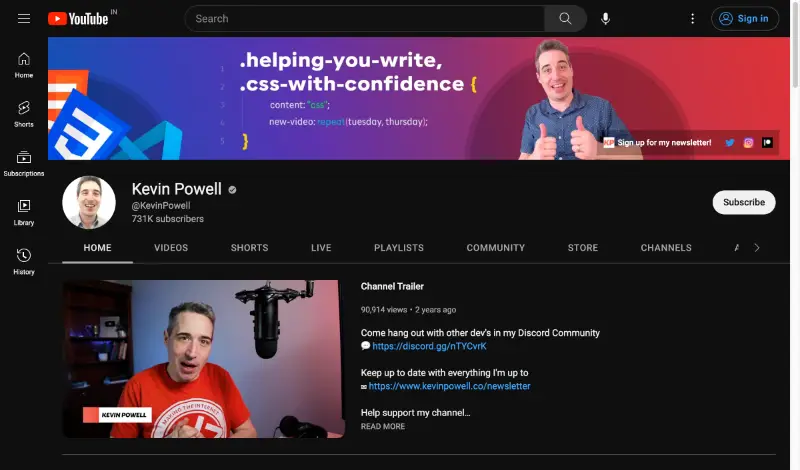 YouTube IN
Search
Sign in
Home
Shorts
Subscriptions
Library
History
1
2
3
4
5
.helping-you-write,
.css-with-confidence {
content: "css";
new-video: repeat(tuesday, thursday);
}
KP Sign up for my newsletter!
Kevin Powell
@KevinPowell
731K subscribers
Subscribe
HOME VIDEOS SHORTS LIVE PLAYLISTS COMMUNITY STORE CHANNELS
KEVIN POWELL
MAKING THE INTERNET
Channel Trailer
90,914 views • 2 years ago
Come hang out with other dev's in my Discord Community
💬 https://discord.gg/nTYCvrK
Keep up to date with everything I'm up to
✉ https://www.kevinpowell.co/newsletter
Help support my channel...
READ MORE